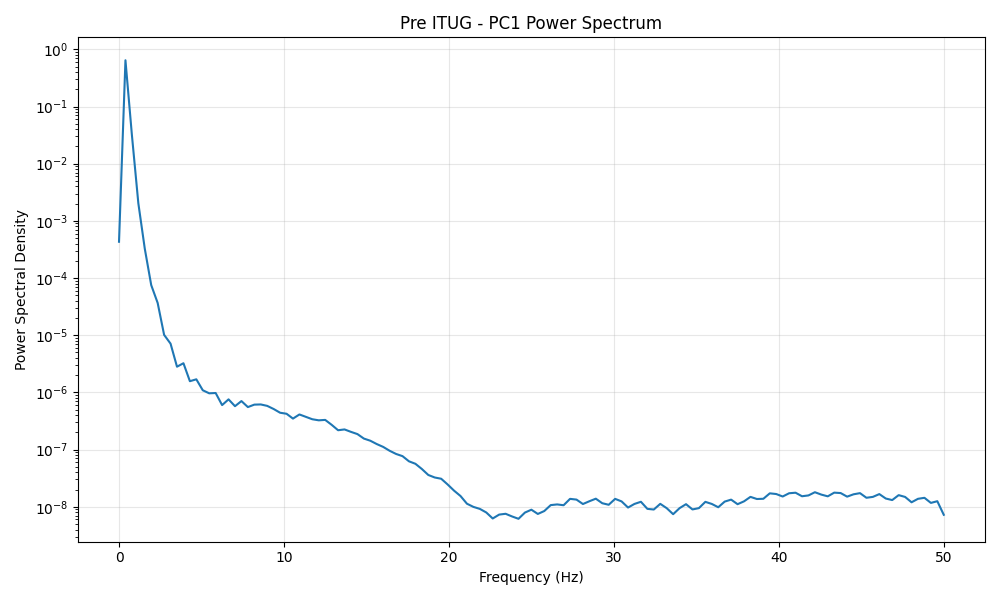 Pre ITUG - PC1 Power Spectrum
Power Spectral Density
10⁰
10⁻¹
10⁻²
10⁻³
10⁻⁴
10⁻⁵
10⁻⁶
10⁻⁷
10⁻⁸
0 10 20 30 40 50
Frequency (Hz)